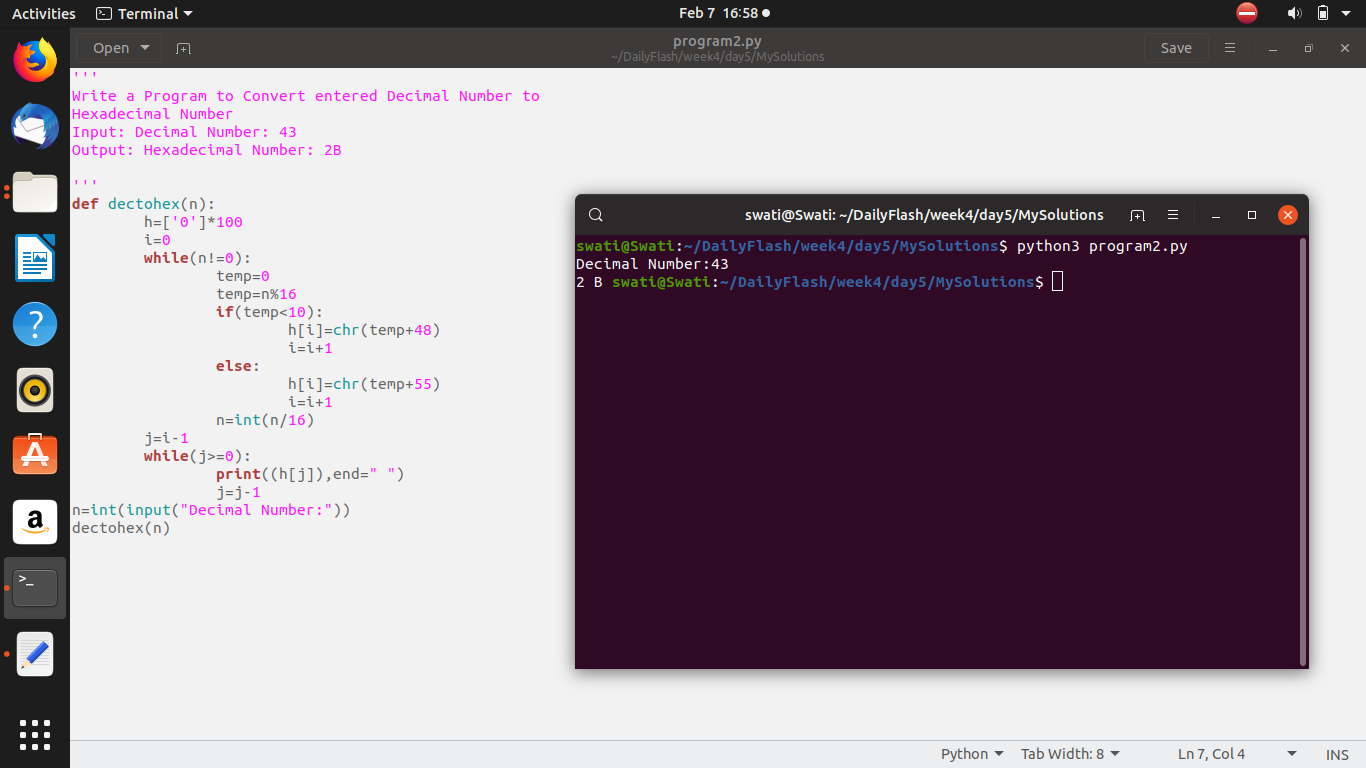 Activities Terminal Feb 7 16:58
Open program2.py Save
~/DailyFlash/week4/day5/MySolutions
'''
Write a Program to Convert entered Decimal Number to
Hexadecimal Number
Input: Decimal Number: 43
Output: Hexadecimal Number: 2B
'''
def dectohex(n):
        h=['0']*100
        i=0
        while(n!=0):
                temp=0
                temp=n%16
                if(temp<10):
                        h[i]=chr(temp+48)
                        i=i+1
                else:
                        h[i]=chr(temp+55)
                        i=i+1
                n=int(n/16)
        j=i-1
        while(j>=0):
                print((h[j]),end=" ")
                j=j-1
n=int(input("Decimal Number:"))
dectohex(n)
swati@Swati: ~/DailyFlash/week4/day5/MySolutions
swati@Swati:~/DailyFlash/week4/day5/MySolutions$ python3 program2.py
Decimal Number:43
2 B swati@Swati:~/DailyFlash/week4/day5/MySolutions$
?
A
a
>_
Python Tab Width: 8 Ln 7, Col 4 INS